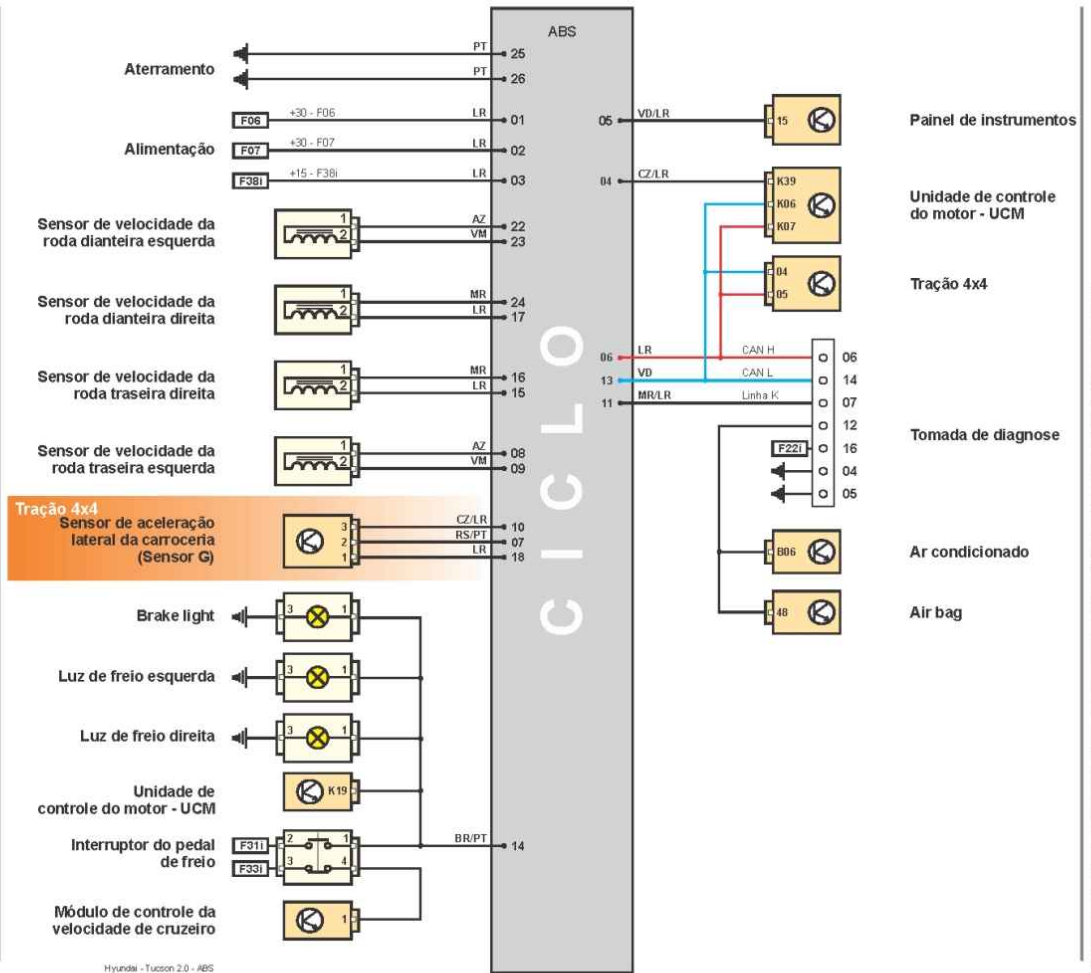 ABS
PT
25
Aterramento
PT
26
F06
+30 - F06
LR
01
Alimentação
F07
+30 - F07
LR
02
F38i
+15 - F38i
LR
03
Sensor de velocidade da
roda dianteira esquerda
1
2
AZ
22
VM
23
Sensor de velocidade da
roda dianteira direita
1
2
MR
24
LR
17
Sensor de velocidade da
roda traseira direita
1
2
MR
16
LR
15
Sensor de velocidade da
roda traseira esquerda
1
2
AZ
08
VM
09
Tração 4x4
Sensor de aceleração
lateral da carroceria
(Sensor G)
3
2
1
CZ/LR
10
RS/PT
07
LR
18
Brake light
3
1
Luz de freio esquerda
3
1
Luz de freio direita
3
1
Unidade de
controle do motor - UCM
K19
Interruptor do pedal
de freio
F31i
2
1
BR/PT
14
F33i
3
4
Módulo de controle da
velocidade de cruzeiro
1
CICLO
05
VD/LR
15
Painel de instrumentos
04
CZ/LR
K39
K06
K07
Unidade de controle
do motor - UCM
04
05
Tração 4x4
06
LR
CAN H
06
13
VD
CAN L
14
11
MR/LR
Linha K
07
12
F22i
16
04
05
Tomada de diagnose
B06
Ar condicionado
48
Air bag
Hyundai - Tucson 2.0 - ABS